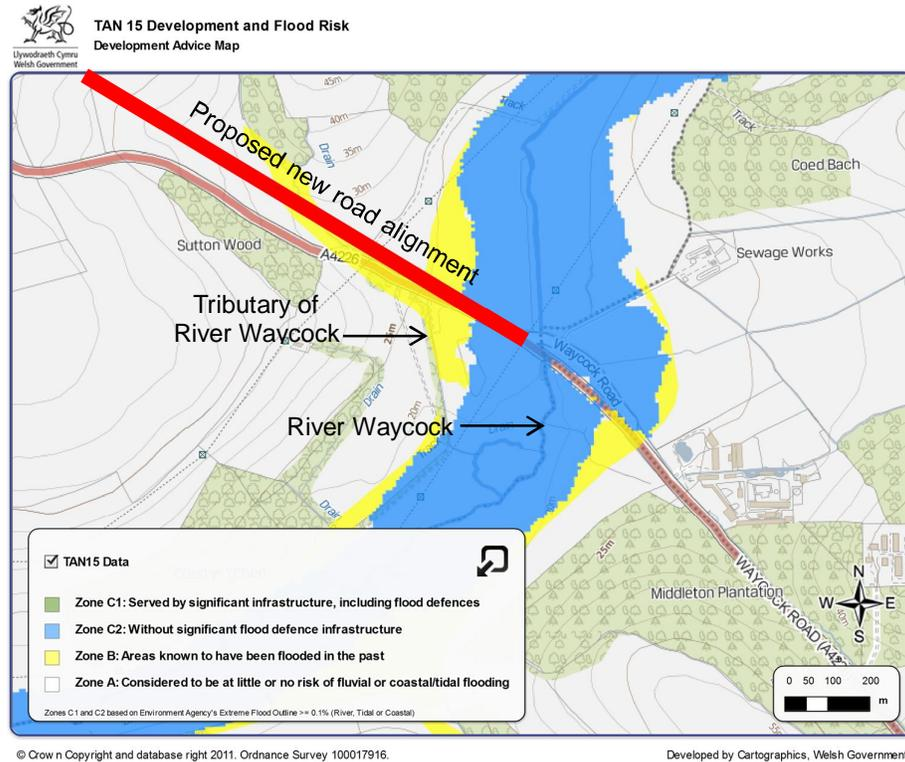 TAN 15 Development and Flood Risk
Development Advice Map
Llywodraeth Cymru
Welsh Government
45m
40m
35m
30m
Drain
Track
Track
Coed Bach
Proposed new road alignment
Sutton Wood
A4226
Sewage Works
Tributary of
River Waycock
25m
Waycock Road
Drain
20m
River Waycock
Drain
Track
Drain
25m
Middleton Plantation
WAYCOCK ROAD (A42
40m
N
W E
S
TAN15 Data
Zone C1: Served by significant infrastructure, including flood defences
Zone C2: Without significant flood defence infrastructure
Zone B: Areas known to have been flooded in the past
Zone A: Considered to be at little or no risk of fluvial or coastal/tidal flooding
Zones C1 and C2 based on Environment Agency's Extreme Flood Outline >= 0.1% (River, Tidal or Coastal)
0 50 100 200
m
© Crown Copyright and database right 2011. Ordnance Survey 100017916.
Developed by Cartographics, Welsh Government